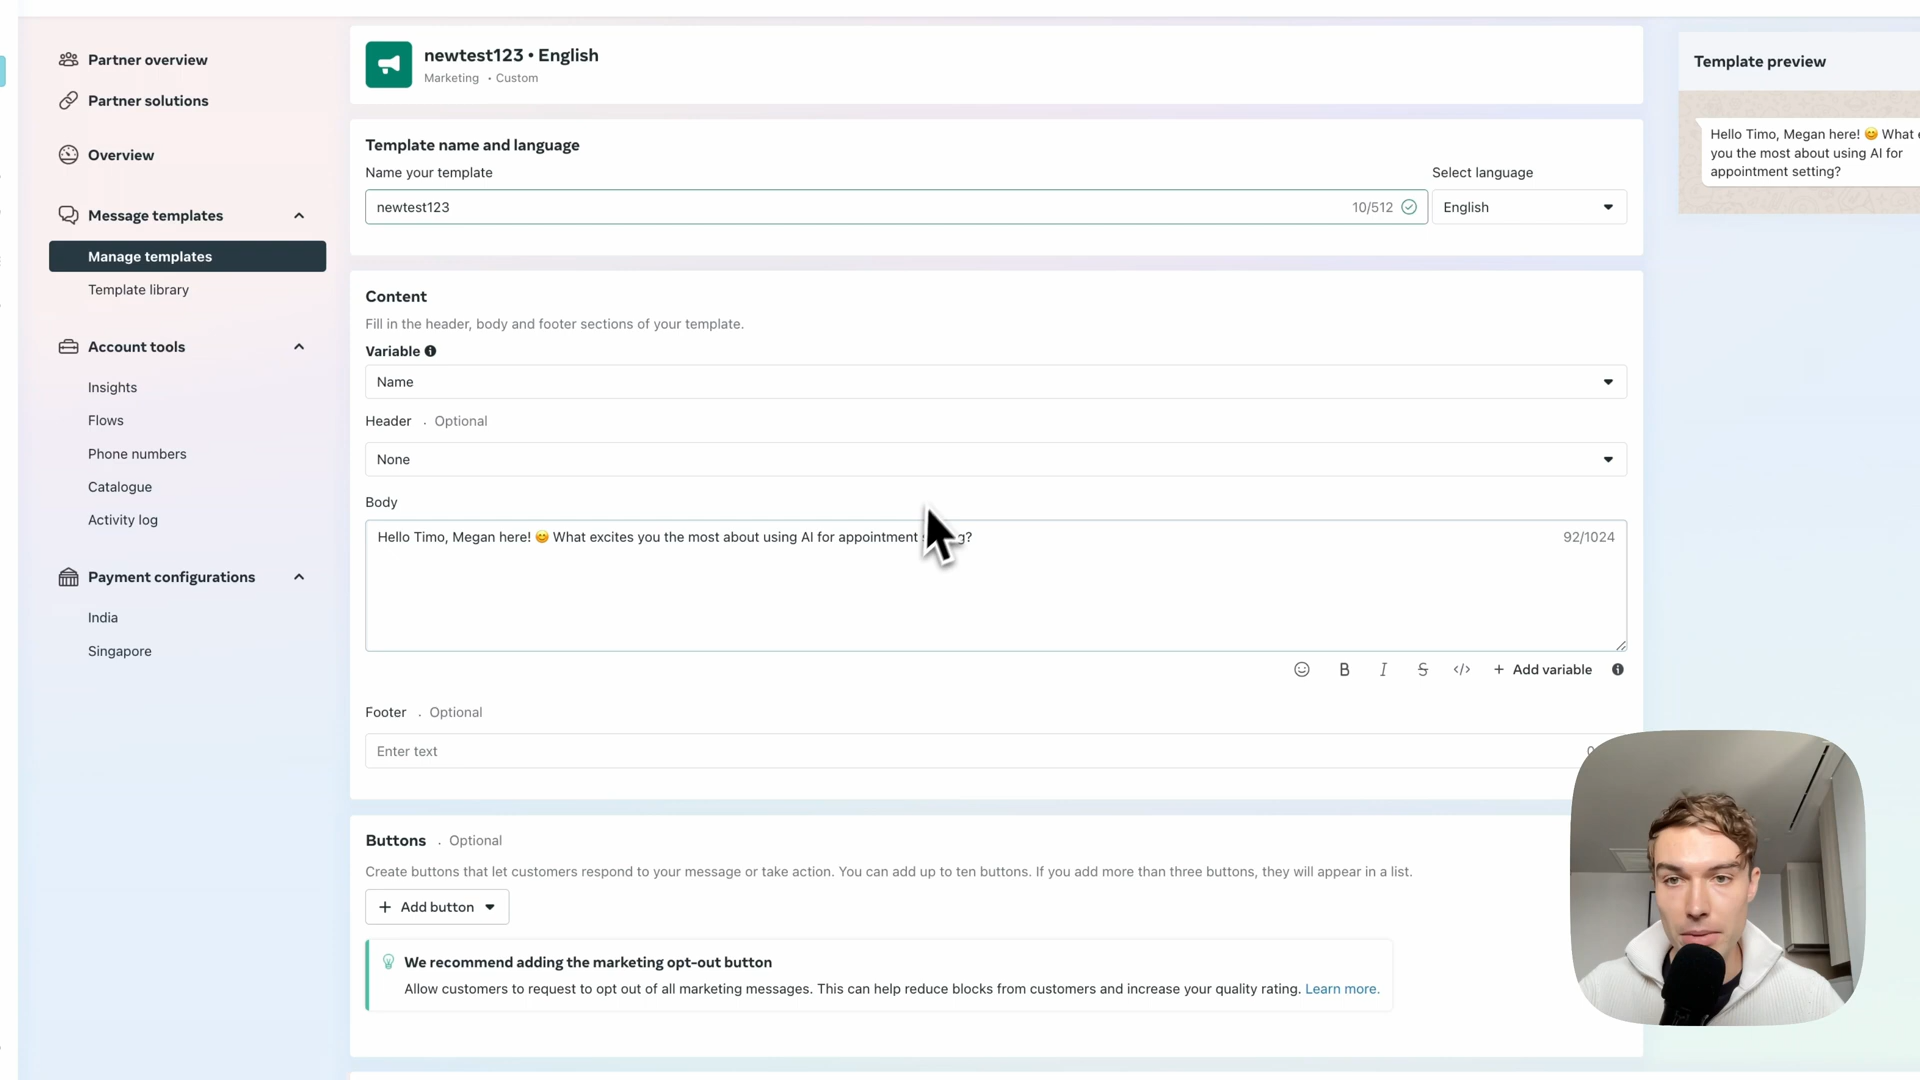 Partner overview
Partner solutions
Overview
Message templates
Manage templates
Template library
Account tools
Insights
Flows
Phone numbers
Catalogue
Activity log
Payment configurations
India
Singapore
newtest123 • English
Marketing • Custom
Template name and language
Name your template
newtest123
10/512
Select language
English
Content
Fill in the header, body and footer sections of your template.
Variable
Name
Header . Optional
None
Body
Hello Timo, Megan here! 😊 What excites you the most about using AI for appointment
92/1024
B I S </> + Add variable
Footer . Optional
Enter text
Buttons . Optional
Create buttons that let customers respond to your message or take action. You can add up to ten buttons. If you add more than three buttons, they will appear in a list.
+ Add button
We recommend adding the marketing opt-out button
Allow customers to request to opt out of all marketing messages. This can help reduce blocks from customers and increase your quality rating. Learn more.
Template preview
Hello Timo, Megan here! 😊 What
you the most about using AI for
appointment setting?